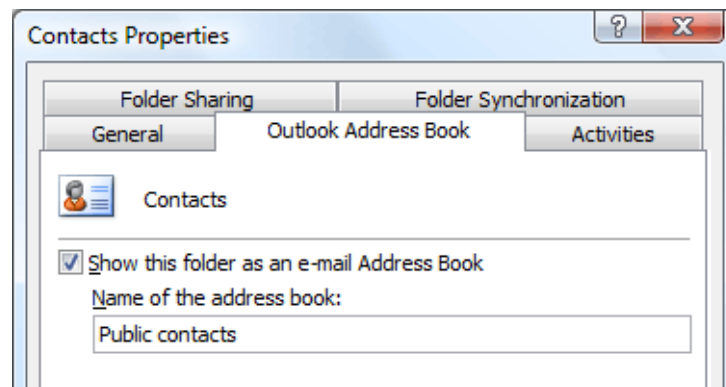 Contacts Properties
?
X
Folder Sharing
Folder Synchronization
General
Outlook Address Book
Activities
Contacts
Show this folder as an e-mail Address Book
Name of the address book:
Public contacts